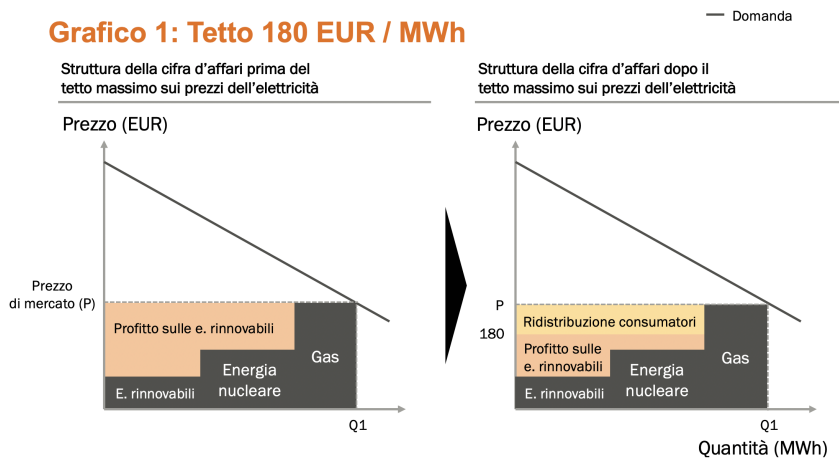 Grafico 1: Tetto 180 EUR / MWh
Domanda
Struttura della cifra d'affari prima del
tetto massimo sui prezzi dell'elettricità
Prezzo (EUR)
Prezzo
di mercato (P)
Profitto sulle e. rinnovabili
E. rinnovabili
Energia
nucleare
Gas
Q1
Struttura della cifra d'affari dopo il
tetto massimo sui prezzi dell'elettricità
Prezzo (EUR)
P
180
Ridistribuzione consumatori
Profitto sulle
e. rinnovabili
E. rinnovabili
Energia
nucleare
Gas
Q1
Quantità (MWh)